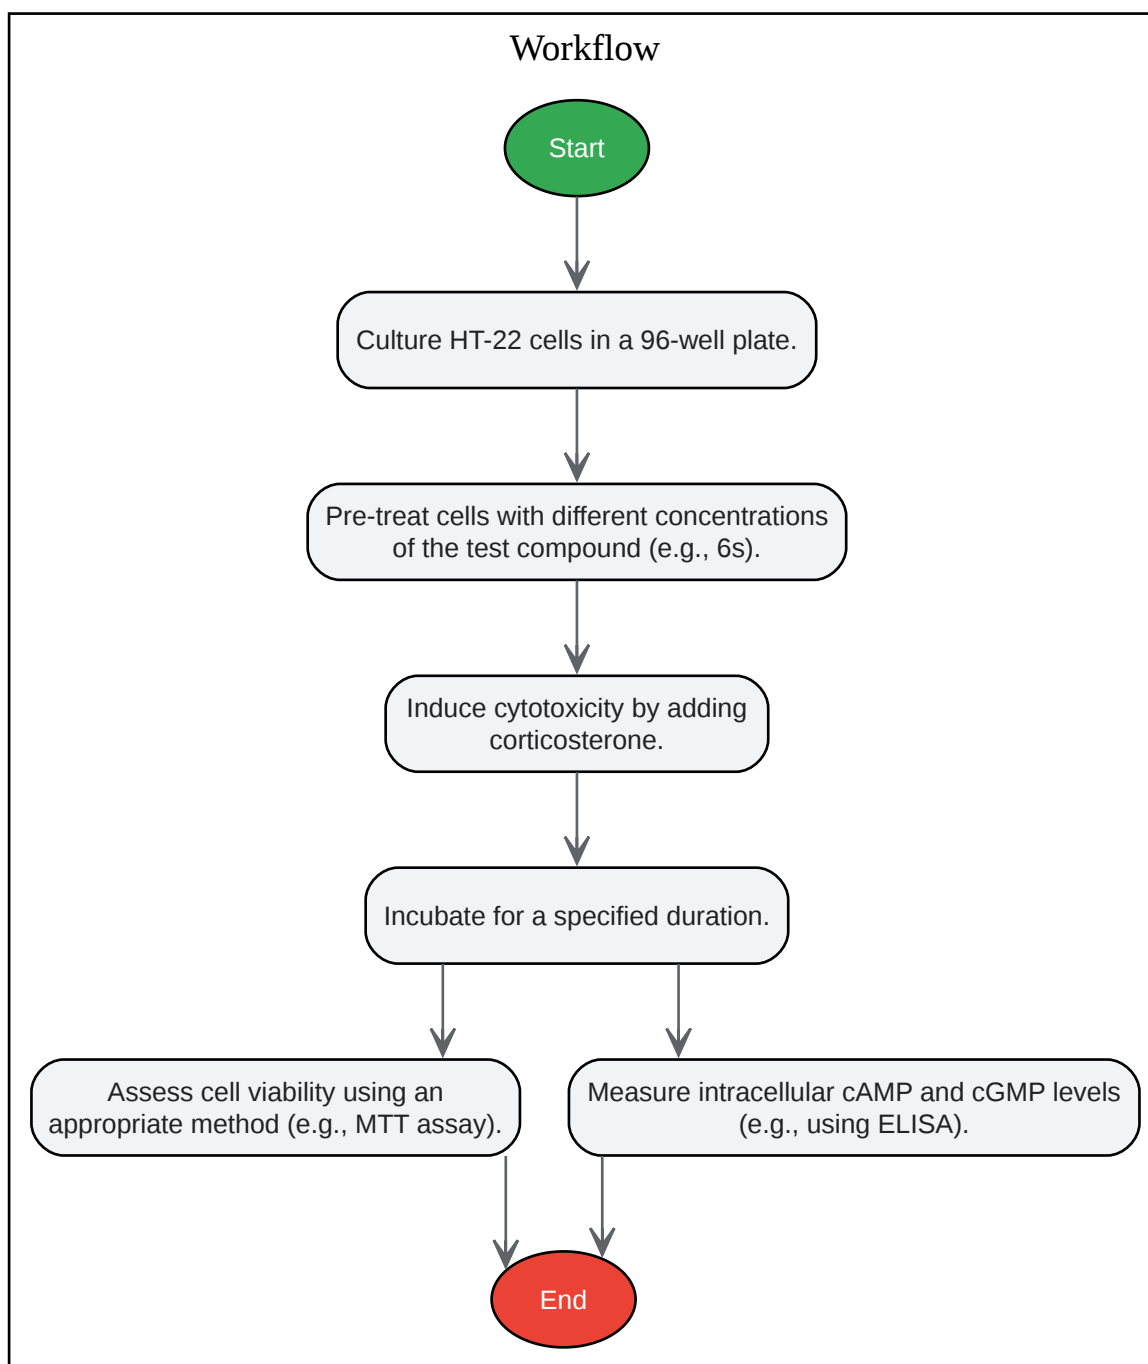 Workflow
Start
Culture HT-22 cells in a 96-well plate.
Pre-treat cells with different concentrations
of the test compound (e.g., 6s).
Induce cytotoxicity by adding
corticosterone.
Incubate for a specified duration.
Assess cell viability using an
appropriate method (e.g., MTT assay).
Measure intracellular cAMP and cGMP levels
(e.g., using ELISA).
End